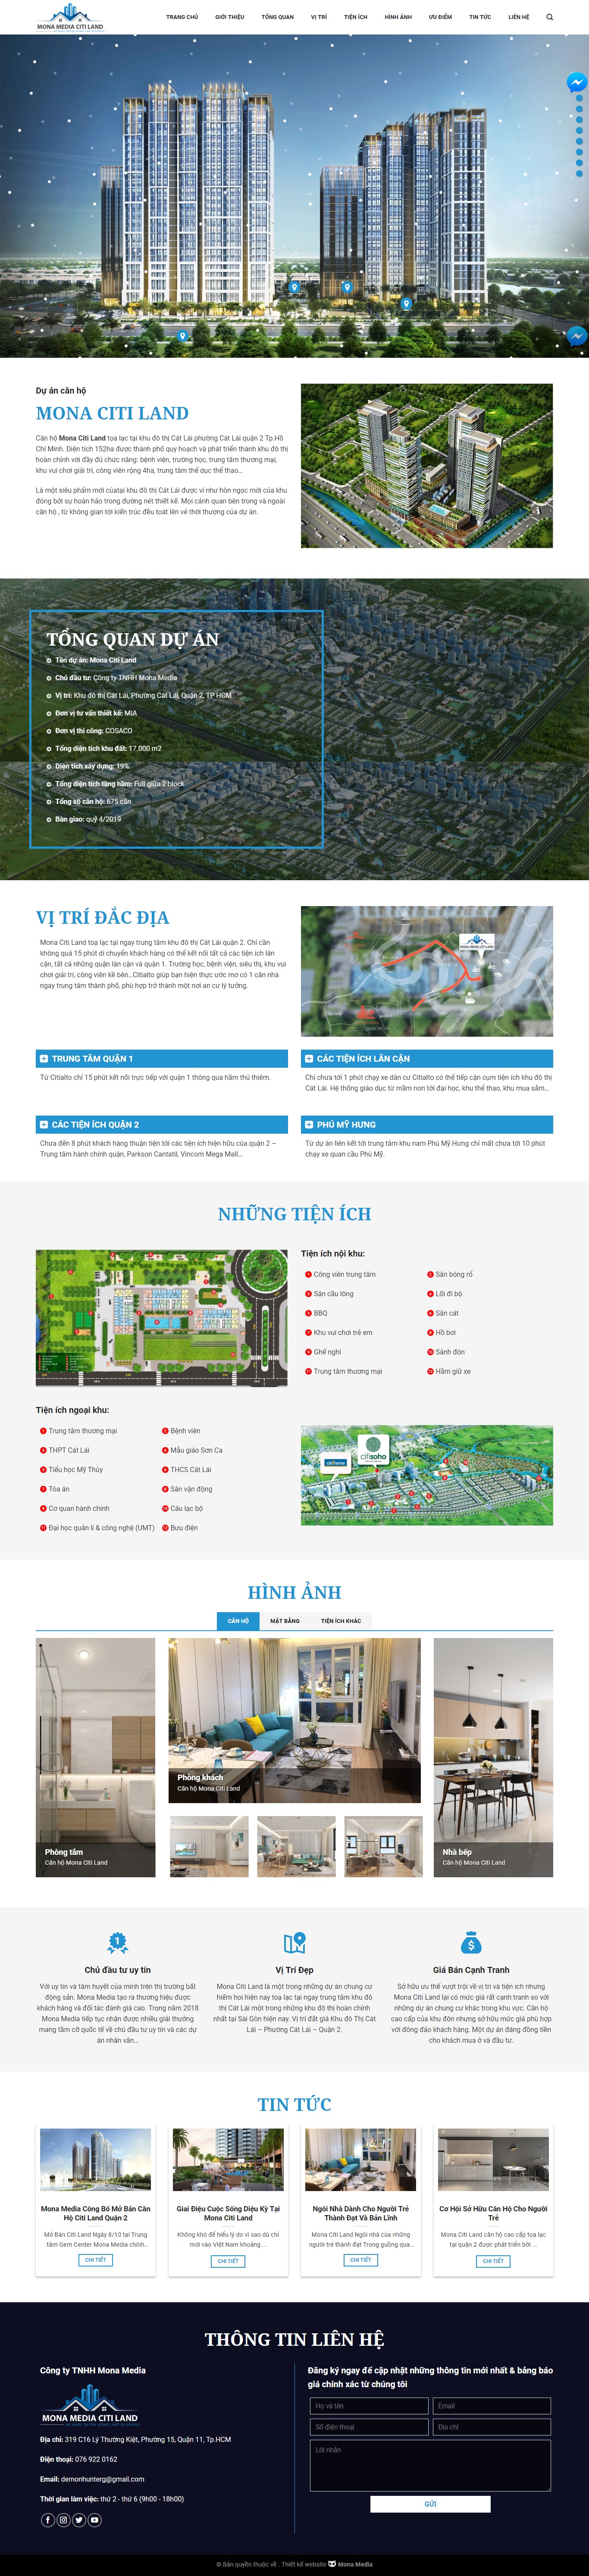 MONA MEDIA CITI LAND
TRANG CHỦ
GIỚI THIỆU
TỔNG QUAN
VỊ TRÍ
TIỆN ÍCH
HÌNH ẢNH
ƯU ĐIỂM
TIN TỨC
LIÊN HỆ
Dự án căn hộ
MONA CITI LAND
Căn hộ Mona Citi Land tọa lạc tại khu đô thị Cát Lái phường Cát Lái quận 2 Tp.Hồ
Chí Minh. Diện tích 152ha được thành phố quy hoạch và phát triển thành khu đô thị
hoàn chỉnh với đầy đủ chức năng: bệnh viện, trường học, trung tâm thương mại,
khu vui chơi giải trí, công viên rộng 4ha, trung tâm thể dục thể thao…
Là một siêu phẩm mới củatại khu đô thị Cát Lái được ví như hòn ngọc mới của khu
đông bởi sự hoàn hảo trong đường nét thiết kế. Mọi cảnh quan bên trong và ngoài
căn hộ , từ không gian tới kiến trúc đều toát lên vẻ thời thượng của dự án.
TỔNG QUAN DỰ ÁN
Tên dự án: Mona Citi Land
Chủ đầu tư: Công ty TNHH Mona Media
Vị trí: Khu đô thị Cát Lái, Phường Cát Lái, Quận 2, TP HCM
Đơn vị tư vấn thiết kế: MIA
Đơn vị thi công: COSACO
Tổng diện tích khu đất: 17.000 m2
Diện tích xây dựng: 19%
Tổng diện tích tầng hầm: Full giữa 2 block
Tổng số căn hộ: 675 căn
Bàn giao: quý 4/2019
VỊ TRÍ ĐẮC ĐỊA
Mona Citi Land toạ lạc tại ngay trung tâm khu đô thị Cát Lái quận 2. Chỉ cần
không quá 15 phút di chuyển khách hàng có thể kết nối tất cả các tiện ích lân
cận, tất cả những quận lân cận và quận 1. Trường học, bệnh viện, siêu thị, khu vui
chơi giải trí, công viên kề bên…Citialto giúp bạn hiện thực ước mơ có 1 căn nhà
ngay trung tâm thành phố, phù hợp trở thành một nơi an cư lý tưởng.
MONA MEDIA CITI LAND
TRUNG TÂM QUẬN 1
Từ Citialto chỉ 15 phút kết nối trực tiếp với quận 1 thông qua hầm thủ thiêm.
CÁC TIỆN ÍCH LÂN CẬN
Chỉ chưa tới 1 phút chạy xe dân cư Citialto có thể tiếp cận cụm tiện ích khu đô thị
Cát Lái. Hệ thống giáo dục từ mầm non tới đại học, khu thể thao, khu mua sắm…
CÁC TIỆN ÍCH QUẬN 2
Chưa đến 8 phút khách hàng thuận tiện tới các tiện ích hiện hữu của quận 2 –
Trung tâm hành chính quận, Parkson Cantatil, Vincom Mega Mall…
PHÚ MỸ HƯNG
Từ dự án liên kết tới trung tâm khu nam Phú Mỹ Hưng chỉ mất chưa tới 10 phút
chạy xe quan cầu Phú Mỹ.
NHỮNG TIỆN ÍCH
Tiện ích nội khu:
1 Công viên trung tâm
2 Sân bóng rổ
3 Sân cầu lông
4 Lối đi bộ
5 BBQ
6 Sân cát
7 Khu vui chơi trẻ em
8 Hồ bơi
9 Ghế nghỉ
10 Sảnh đón
11 Trung tâm thương mại
12 Hầm giữ xe
Tiện ích ngoại khu:
1 Trung tâm thương mại
2 Bệnh viên
3 THPT Cát Lái
4 Mẫu giáo Sơn Ca
5 Tiểu học Mỹ Thủy
6 THCS Cát Lái
7 Tòa án
8 Sân vận động
9 Cơ quan hành chính
10 Câu lạc bộ
11 Đại học quản lí & công nghệ (UMT)
12 Bưu điện
citihome
citisoho
HÌNH ẢNH
CĂN HỘ
MẶT BẰNG
TIỆN ÍCH KHÁC
Phòng tắm
Căn hộ Mona Citi Land
Phòng khách
Căn hộ Mona Citi Land
Nhà bếp
Căn hộ Mona Citi Land
Chủ đầu tư uy tín
Với uy tín và tâm huyết của mình trên thị trường bất
động sản. Mona Media tạo ra thương hiệu được
khách hàng và đối tác đánh giá cao. Trong năm 2018
Mona Media tiếp tục nhận được nhiều giải thưởng
mang tầm cỡ quốc tế về chủ đầu tư uy tín và các dự
án nhân văn…
Vị Trí Đẹp
Mona Citi Land là một trong những dự án chung cư
hiếm hoi hiện nay toạ lạc tại ngay trung tâm khu đô
thị Cát Lái một trong những khu đô thị hoàn chỉnh
nhất tại Sài Gòn hiện nay. Vị trí đất giá Khu đô Thị Cát
Lái – Phường Cát Lái – Quận 2.
Giá Bán Cạnh Tranh
Sở hữu ưu thế vượt trội về vị trí và tiện ích nhưng
Mona Citi Land lại có mức giá rất cạnh tranh so với
những dự án chung cư khác trong khu vực. Căn hộ
cao cấp của khu đôn nhưng sở hữu mức giá phù hợp
với đông đảo khách hàng. Một dự án đáng đồng tiền
cho khách mua ở và đầu tư.
TIN TỨC
Mona Media Công Bố Mở Bán Căn
Hộ Citi Land Quận 2
Mở Bán Citi Land Ngày 8/10 tại Trung
tâm Gem Center Mona Media chính…
CHI TIẾT
Giai Điệu Cuộc Sống Diệu Kỳ Tại
Mona Citi Land
Không khó để hiểu lý do vì sao dù chỉ
mới vào Việt Nam khoảng ...
CHI TIẾT
Ngôi Nhà Dành Cho Người Trẻ
Thành Đạt Và Bản Lĩnh
Mona Citi Land Ngôi nhà của những
người trẻ thành đạt Trong guồng qua…
CHI TIẾT
Cơ Hội Sở Hữu Căn Hộ Cho Người
Trẻ
Mona Citi Land căn hộ cao cấp tọa lạc
tại quận 2 được phát triển bởi ...
CHI TIẾT
THÔNG TIN LIÊN HỆ
Công ty TNHH Mona Media
MONA MEDIA CITI LAND
Địa chỉ: 319 C16 Lý Thường Kiệt, Phường 15, Quận 11, Tp.HCM
Điện thoại: 076 922 0162
Email: demonhunterg@gmail.com
Thời gian làm việc: thứ 2 - thứ 6 (9h00 - 18h00)
Đăng ký ngay để cập nhật những thông tin mới nhất & bảng báo
giá chính xác từ chúng tôi
Họ và tên
Email
Số điện thoại
Địa chỉ
Lời nhắn
GỬI
© Bản quyền thuộc về . Thiết kế website Mona Media